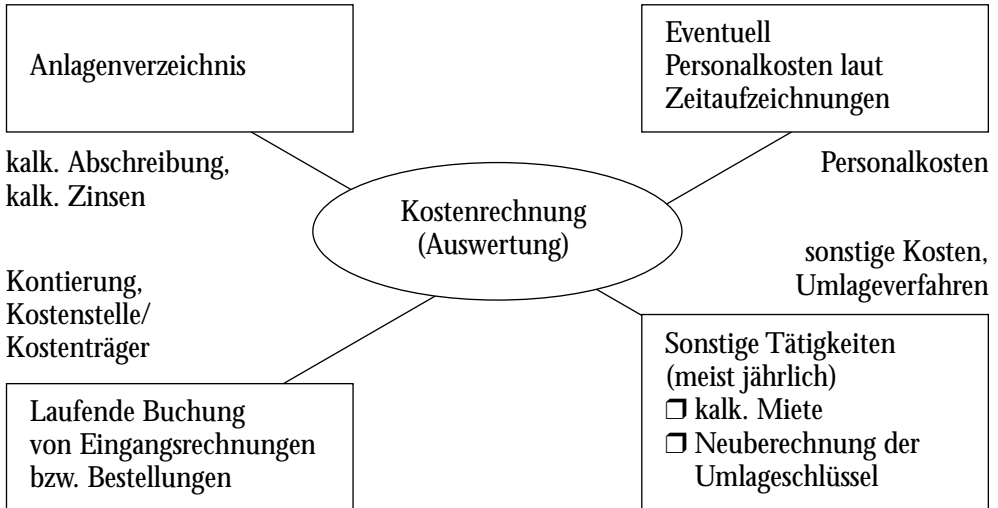 Anlagenverzeichnis
Eventuell
Personalkosten laut
Zeitaufzeichnungen
kalk. Abschreibung,
kalk. Zinsen
Personalkosten
Kostenrechnung
(Auswertung)
Kontierung,
Kostenstelle/
Kostenträger
sonstige Kosten,
Umlageverfahren
Laufende Buchung
von Eingangsrechnungen
bzw. Bestellungen
Sonstige Tätigkeiten
(meist jährlich)
❒ kalk. Miete
❒ Neuberechnung der
Umlageschlüssel